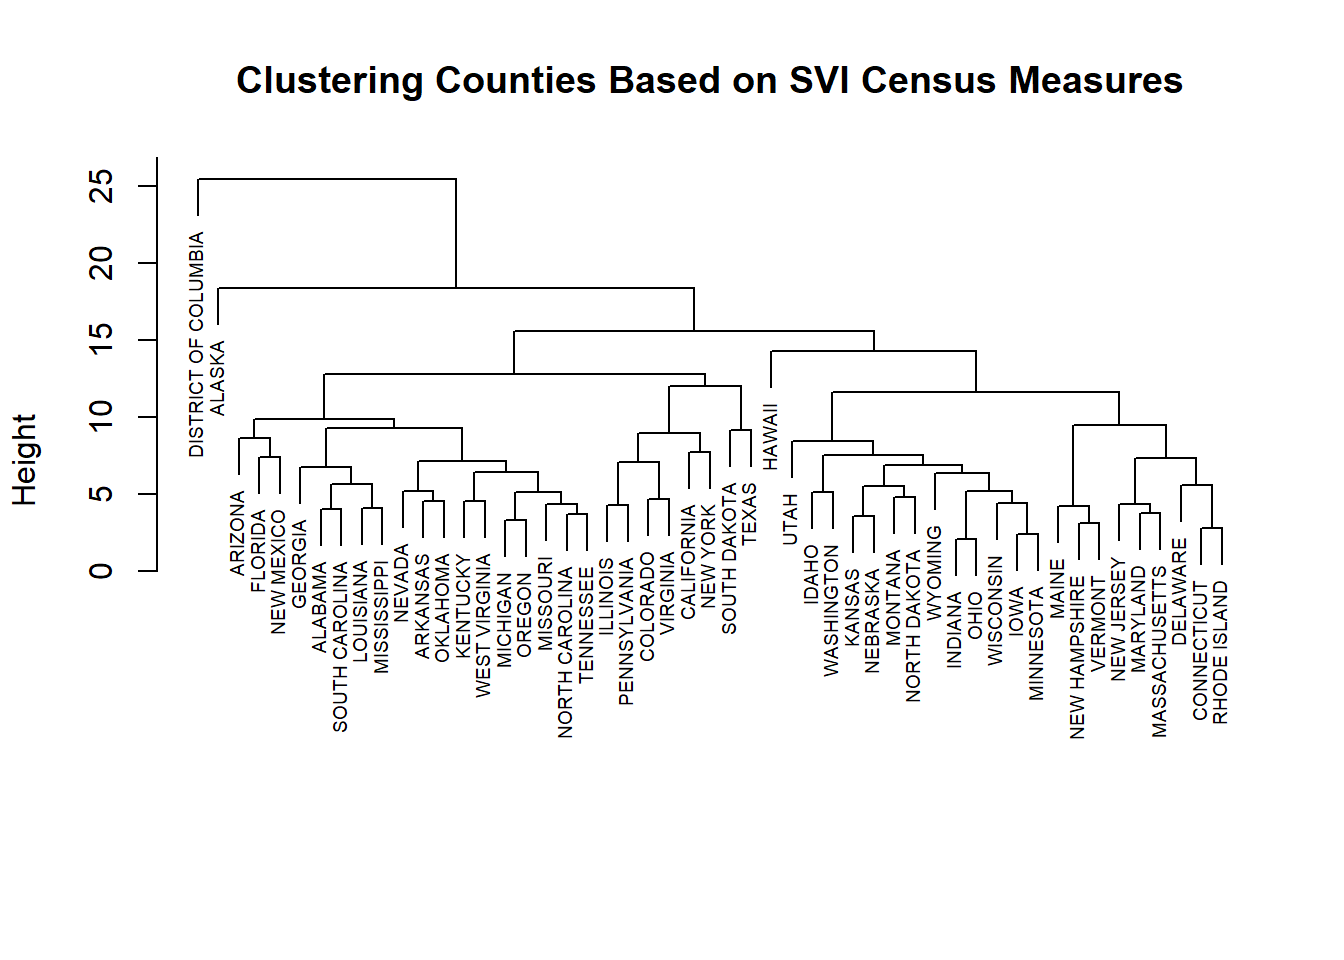 Clustering Counties Based on SVI Census Measures
Height
25
20
15
10
5
0
DISTRICT OF COLUMBIA
ALASKA
ARIZONA
FLORIDA
NEW MEXICO
GEORGIA
ALABAMA
SOUTH CAROLINA
LOUISIANA
MISSISSIPPI
NEVADA
ARKANSAS
OKLAHOMA
KENTUCKY
WEST VIRGINIA
MICHIGAN
OREGON
MISSOURI
NORTH CAROLINA
TENNESSEE
ILLINOIS
PENNSYLVANIA
COLORADO
VIRGINIA
CALIFORNIA
NEW YORK
SOUTH DAKOTA
TEXAS
HAWAII
UTAH
IDAHO
WASHINGTON
KANSAS
NEBRASKA
MONTANA
NORTH DAKOTA
WYOMING
INDIANA
OHIO
WISCONSIN
IOWA
MINNESOTA
MAINE
NEW HAMPSHIRE
VERMONT
NEW JERSEY
MARYLAND
MASSACHUSETTS
DELAWARE
CONNECTICUT
RHODE ISLAND